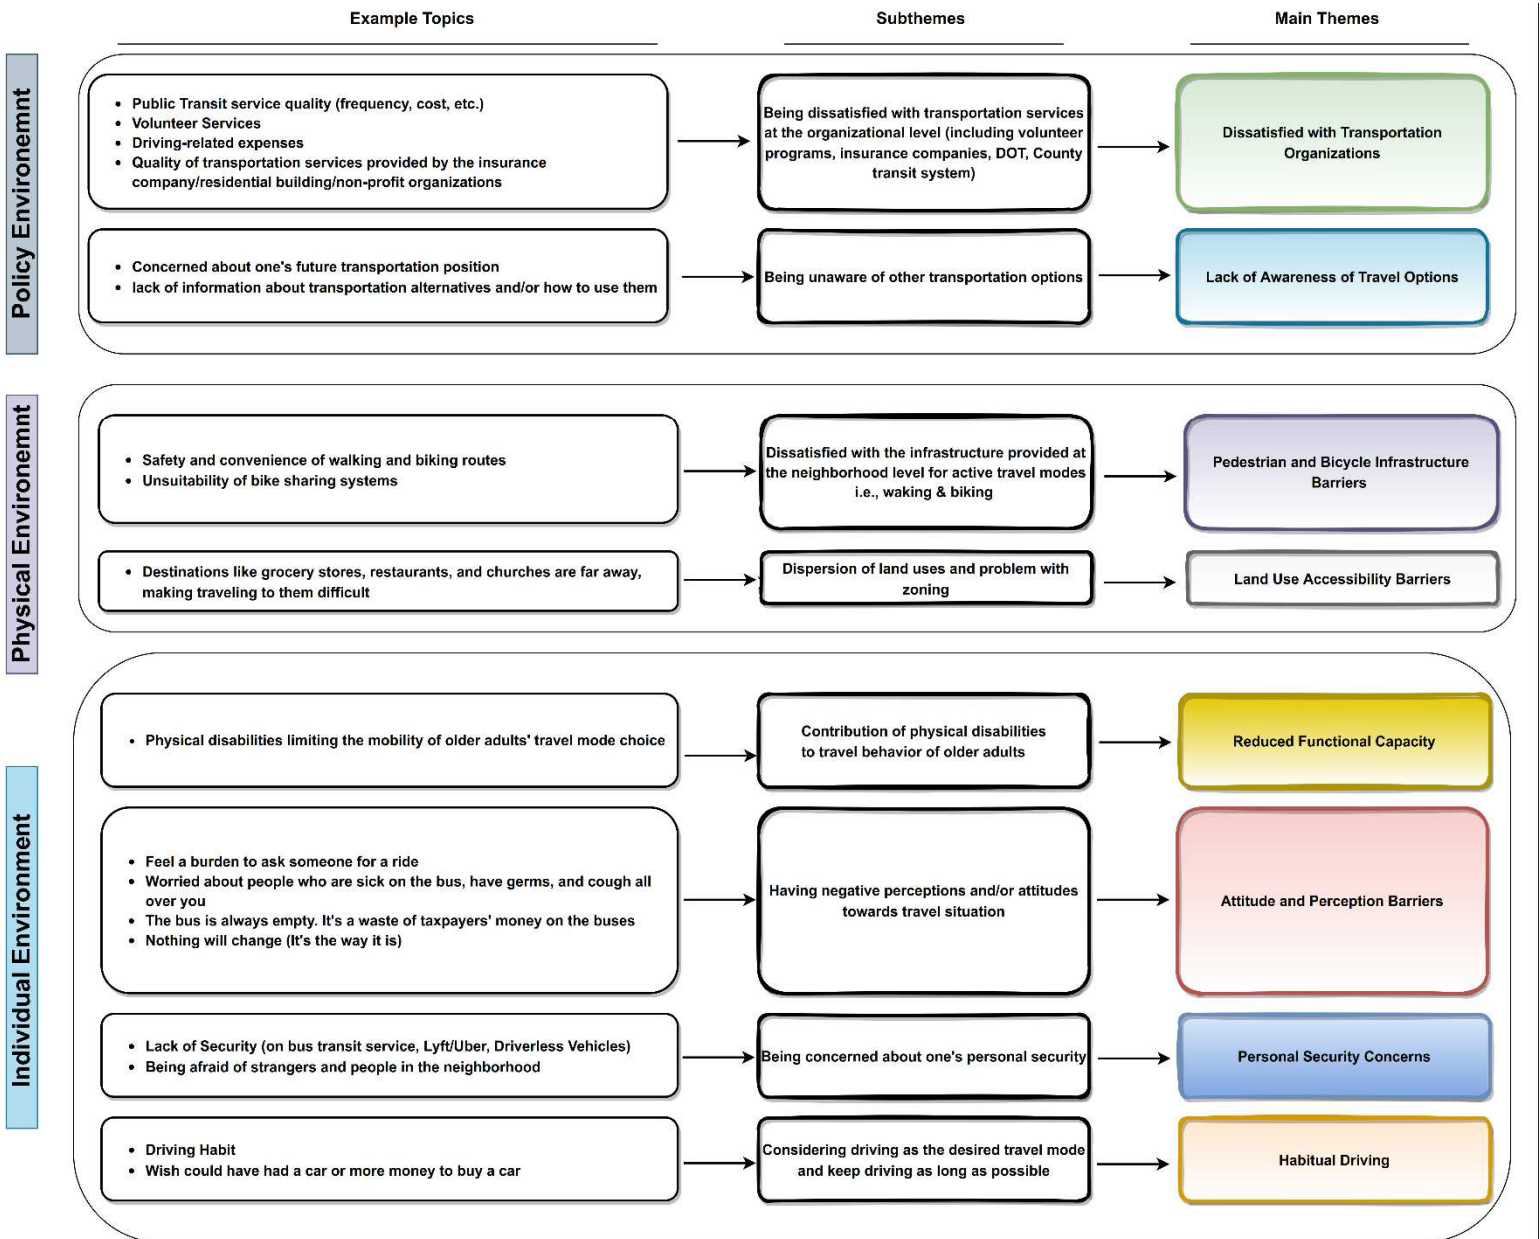 Example Topics
Subthemes
Main Themes
Policy Environemnt
Public Transit service quality (frequency, cost, etc.)
Volunteer Services
Driving-related expenses
Quality of transportation services provided by the insurance
company/residential building/non-profit organizations
Being dissatisfied with transportation services
at the organizational level (including volunteer
programs, insurance companies, DOT, County
transit system)
Dissatisfied with Transportation
Organizations
Concerned about one's future transportation position
lack of information about transportation alternatives and/or how to use them
Being unaware of other transportation options
Lack of Awareness of Travel Options
Physical Environemnt
Safety and convenience of walking and biking routes
Unsuitability of bike sharing systems
Dissatisfied with the infrastructure provided at
the neighborhood level for active travel modes
i.e., waking & biking
Pedestrian and Bicycle Infrastructure
Barriers
Destinations like grocery stores, restaurants, and churches are far away,
making traveling to them difficult
Dispersion of land uses and problem with
zoning
Land Use Accessibility Barriers
Individual Environment
Physical disabilities limiting the mobility of older adults' travel mode choice
Contribution of physical disabilities
to travel behavior of older adults
Reduced Functional Capacity
Feel a burden to ask someone for a ride
Worried about people who are sick on the bus, have germs, and cough all
over you
The bus is always empty. It's a waste of taxpayers' money on the buses
Nothing will change (It's the way it is)
Having negative perceptions and/or attitudes
towards travel situation
Attitude and Perception Barriers
Lack of Security (on bus transit service, Lyft/Uber, Driverless Vehicles)
Being afraid of strangers and people in the neighborhood
Being concerned about one's personal security
Personal Security Concerns
Driving Habit
Wish could have had a car or more money to buy a car
Considering driving as the desired travel mode
and keep driving as long as possible
Habitual Driving